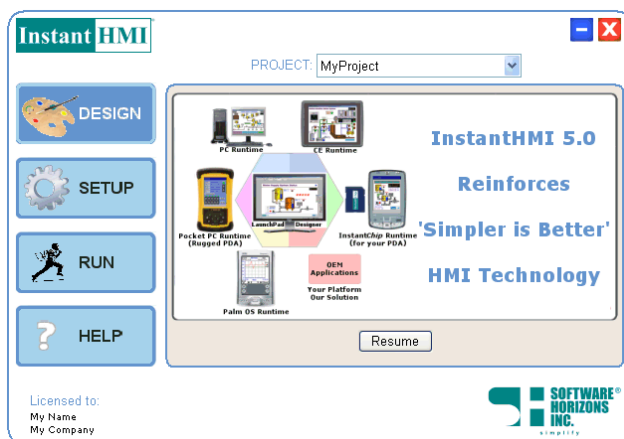 Instant HMI
PROJECT: MyProject
DESIGN
SETUP
RUN
HELP
PC Runtime
CE Runtime
Pocket PC Runtime
(Rugged PDA)
LaunchPad Designer
InstantChip Runtime
(for your PDA)
OEM
Applications
Your Platform
Our Solution
Palm OS Runtime
InstantHMI 5.0
Reinforces
'Simpler is Better'
HMI Technology
Resume
Licensed to:
My Name
My Company
SOFTWARE®
HORIZONS
INC.
simplify